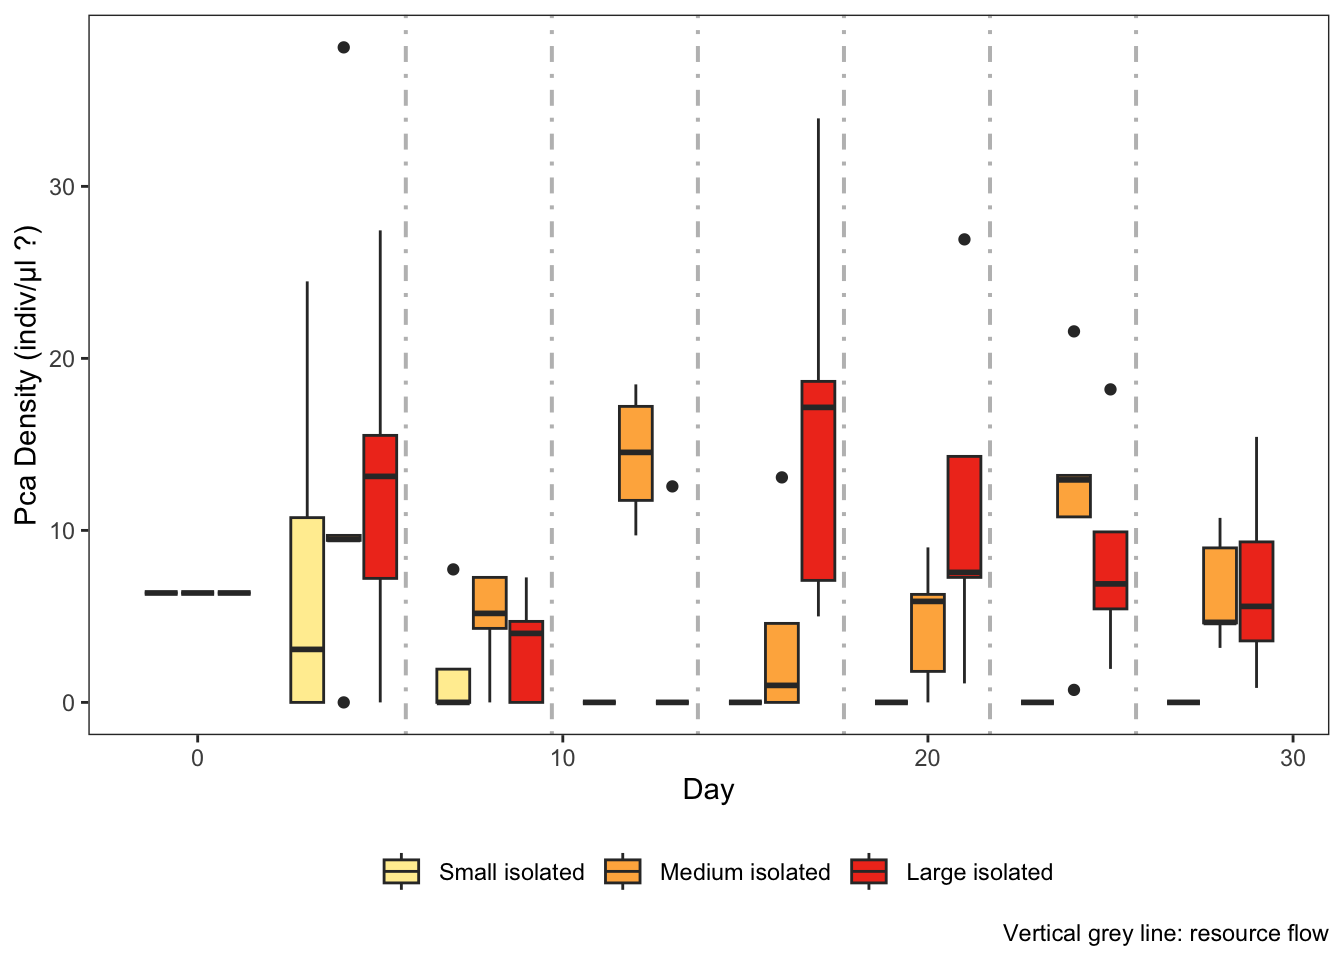 Pca Density (indiv/µl ?)
30
20
10
0
0 10 20 30
Day
Small isolated Medium isolated Large isolated
Vertical grey line: resource flow